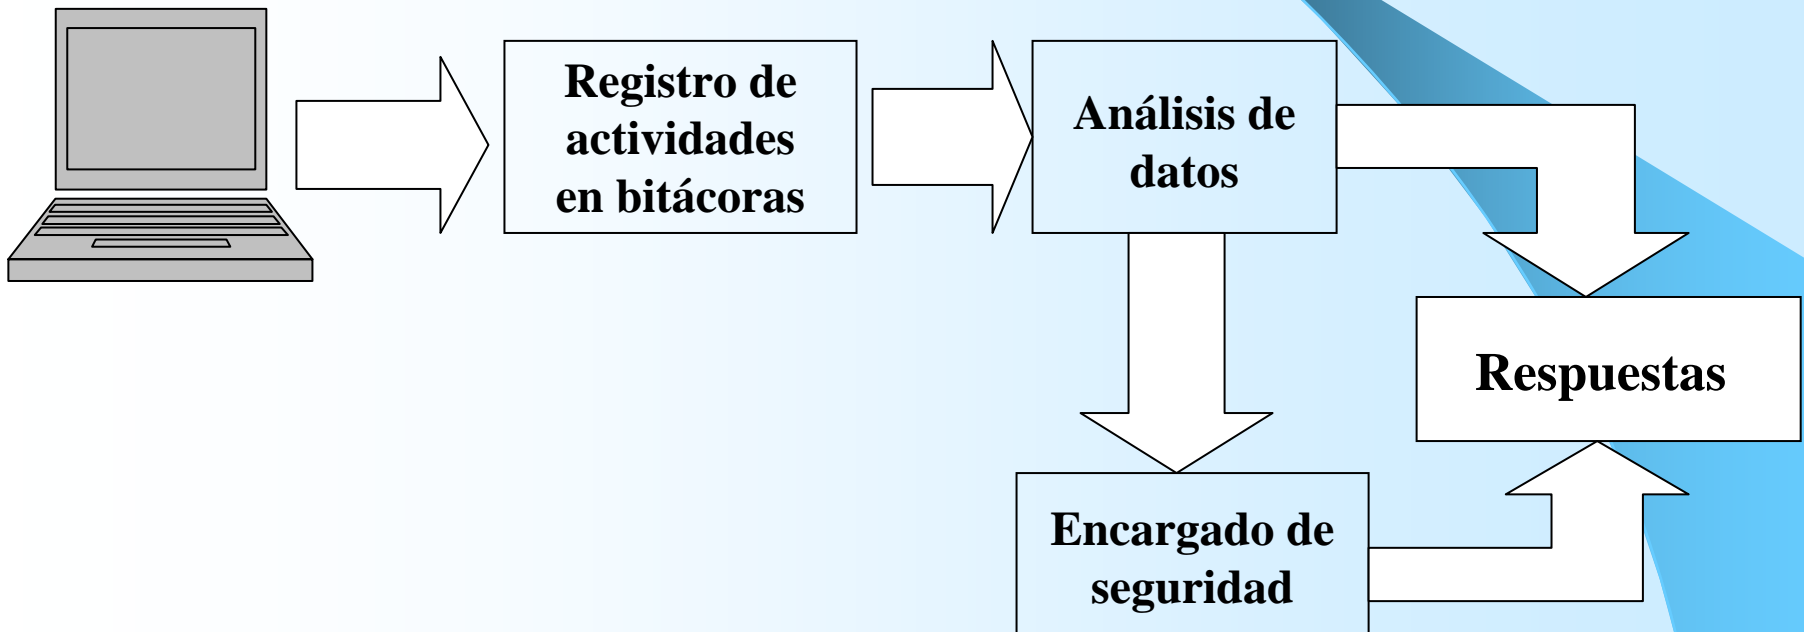 Registro de
actividades
en bitácoras
Análisis de
datos
Respuestas
Encargado de
seguridad